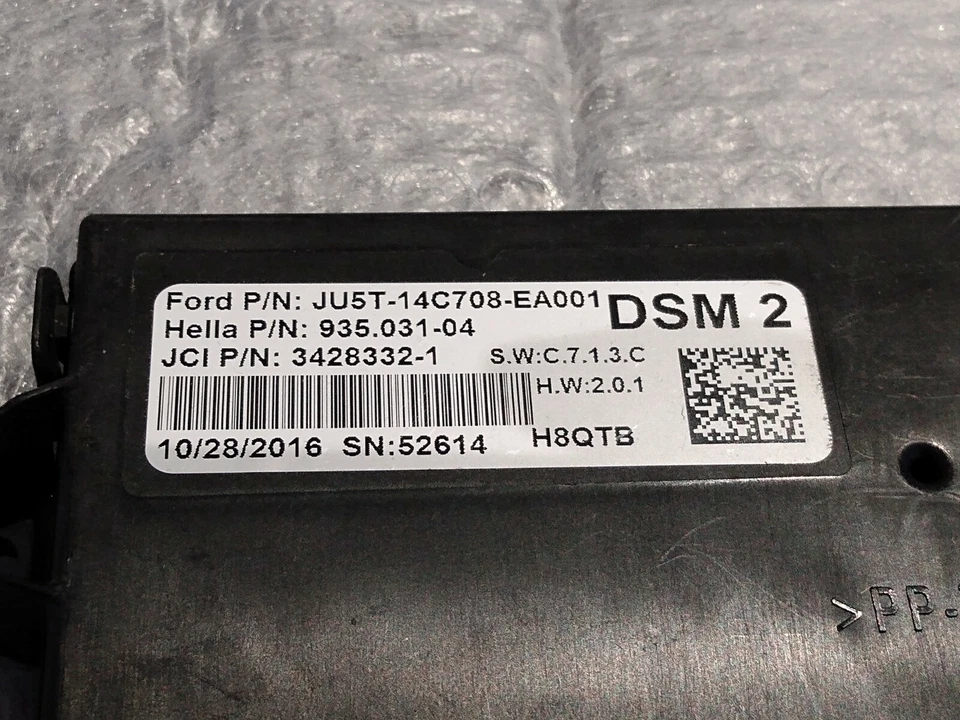 Ford P/N: JU5T-14C708-EA001
DSM 2
Hella P/N: 935.031-04
JCI P/N: 3428332-1
S.W:C.7.1.3.C
H.W:2.0.1
10/28/2016 SN:52614
H8QTB
>PP-